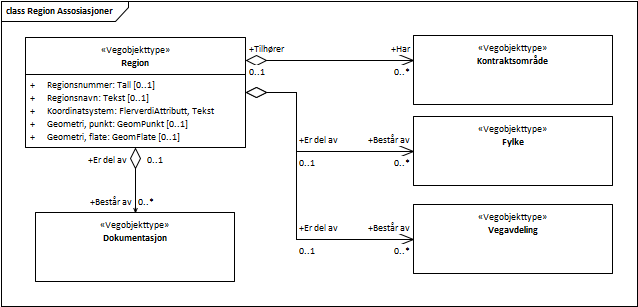 class Region Assosiasjoner
«Vegobjekttype»
Region
+ Regionsnummer: Tall [0..1]
+ Regionsnavn: Tekst [0..1]
+ Koordinatsystem: FlerverdiAttributt, Tekst
+ Geometri, punkt: GeomPunkt [0..1]
+ Geometri, flate: GeomFlate [0..1]
+Tilhører
0..1
+Har
0..*
«Vegobjekttype»
Kontraktsområde
+Er del av
0..1
+Består av
0..*
«Vegobjekttype»
Fylke
+Er del av
0..1
+Består av
0..*
«Vegobjekttype»
Vegavdeling
+Er del av
0..1
+Består av
0..*
«Vegobjekttype»
Dokumentasjon